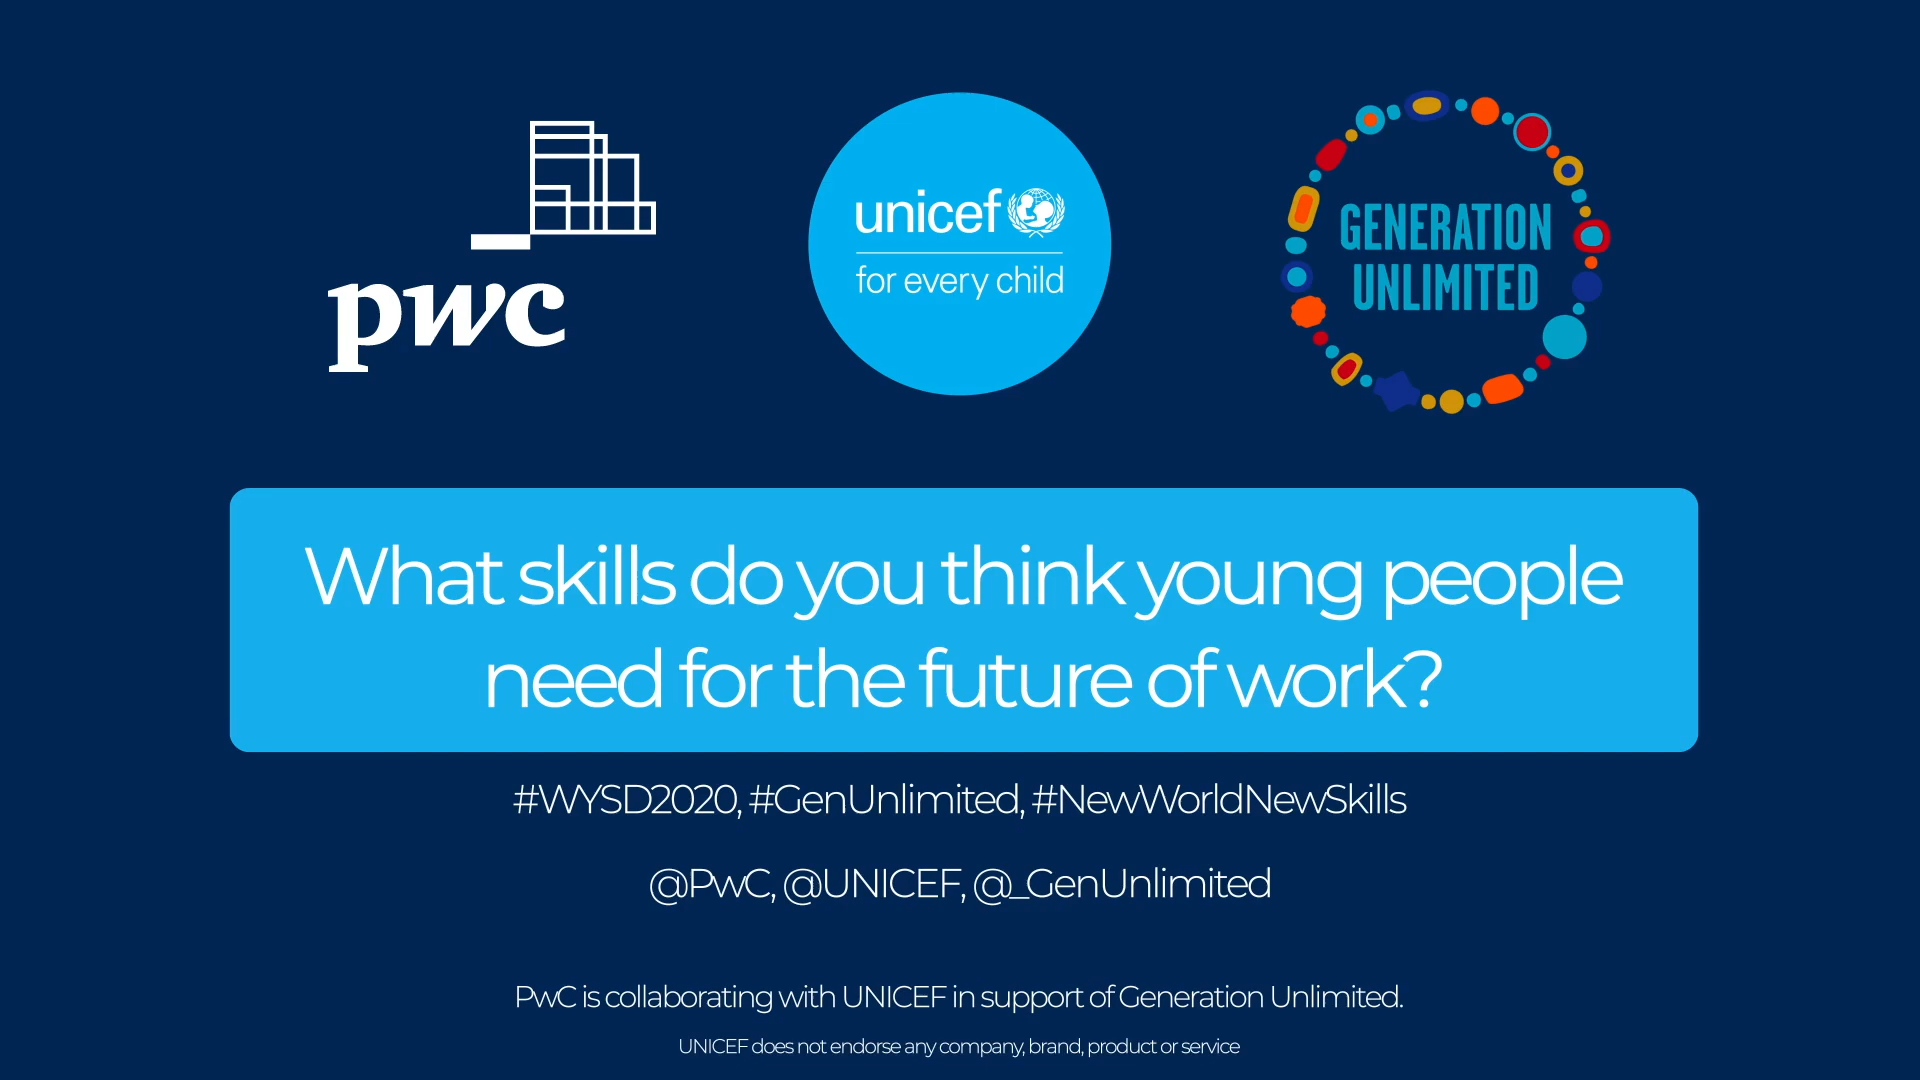 pwc
unicef
for every child
GENERATION
UNLIMITED
What skills do you think young people
need for the future of work?
#WYSD2020, #GenUnlimited, #NewWorldNewSkills
@PwC, @UNICEF, @_GenUnlimited
PwC is collaborating with UNICEF in support of Generation Unlimited.
UNICEF does not endorse any company, brand, product or service